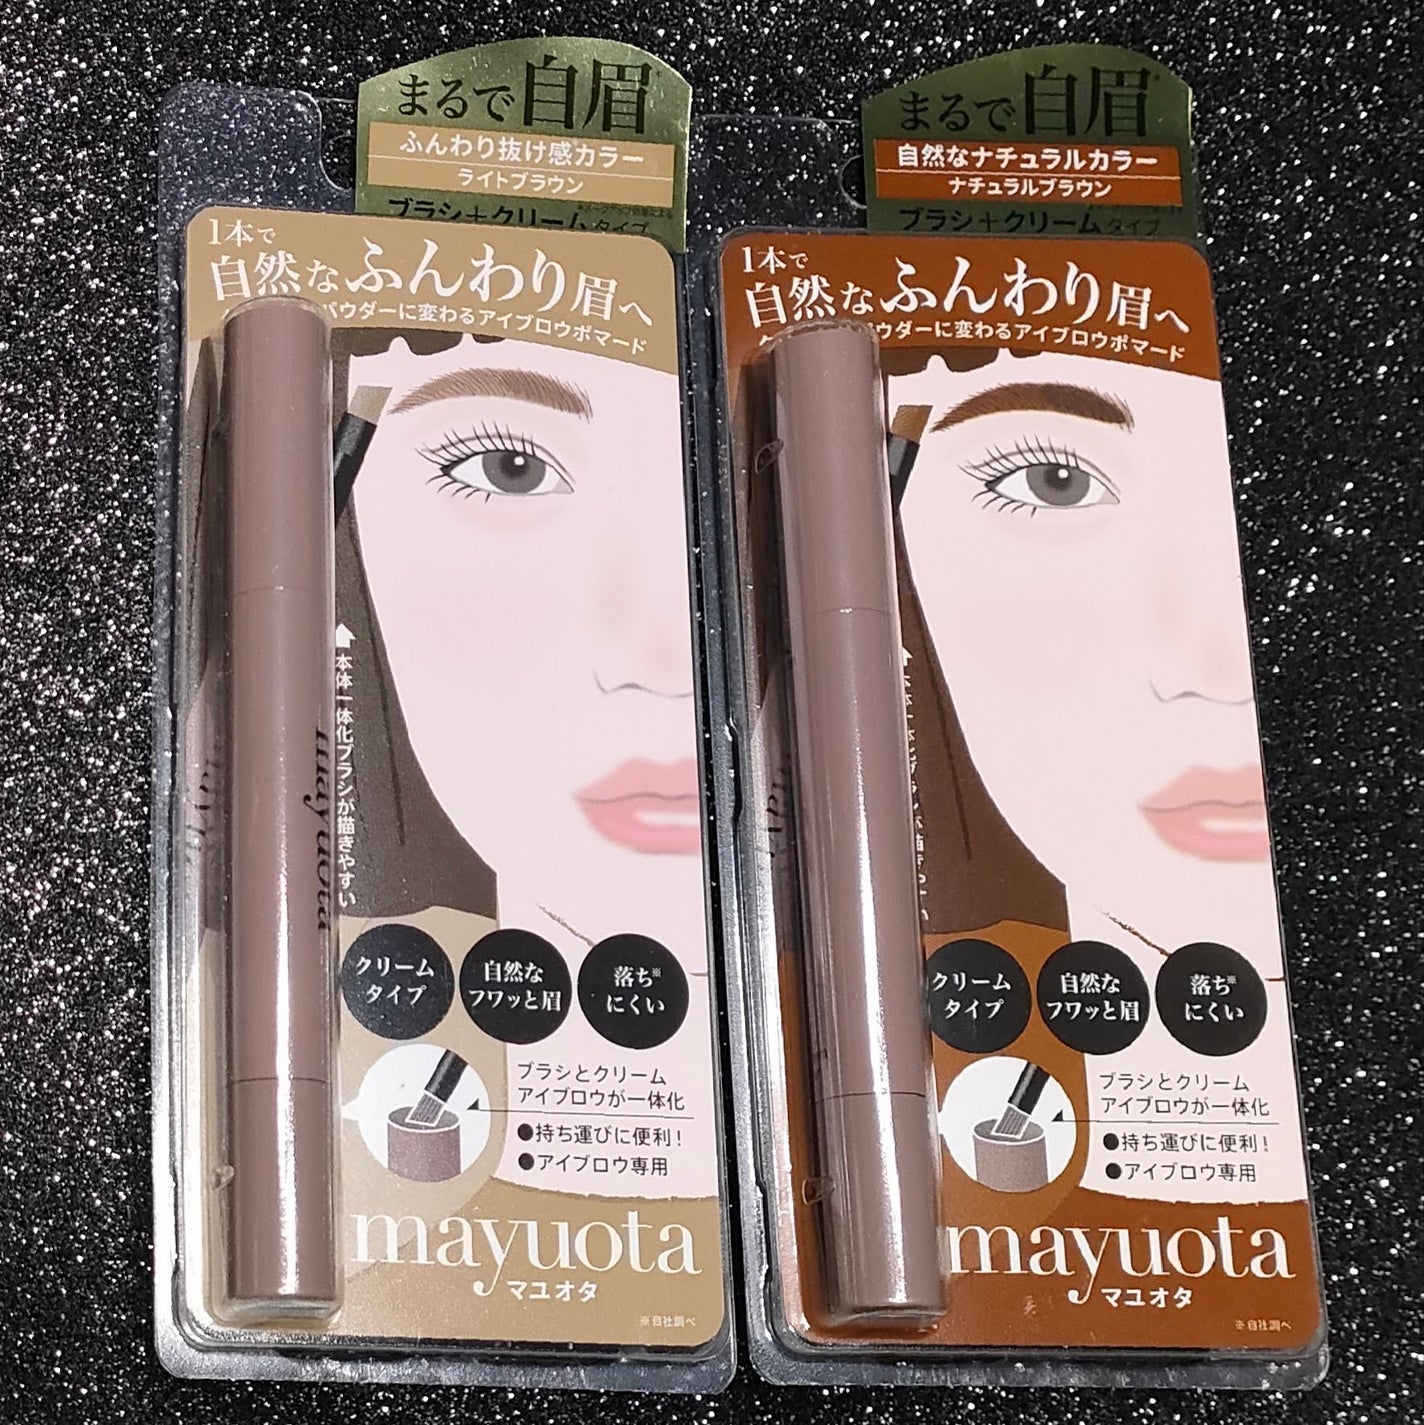 まるで自眉*
ふんわり抜け感カラー
ライトブラウン
ブラシ+クリームタイプ
1本で
自然なふんわり眉へ
パウダーに変わるアイブロウポマード
本体一体化ブラシが描きやすい
mayuota
クリーム
タイプ
自然な
フワッと眉
落ち※
にくい
ブラシとクリーム
アイブロウが一体化
●持ち運びに便利!
●アイブロウ専用
mayuota
マユオタ
※自社調べ
まるで自眉*
自然なナチュラルカラー
ナチュラルブラウン
ブラシ+クリームタイプ
1本で
自然なふんわり眉へ
パウダーに変わるアイブロウポマード
クリーム
タイプ
自然な
フワッと眉
落ち※
にくい
ブラシとクリーム
アイブロウが一体化
●持ち運びに便利!
●アイブロウ専用
mayuota
マユオタ
※自社調べ